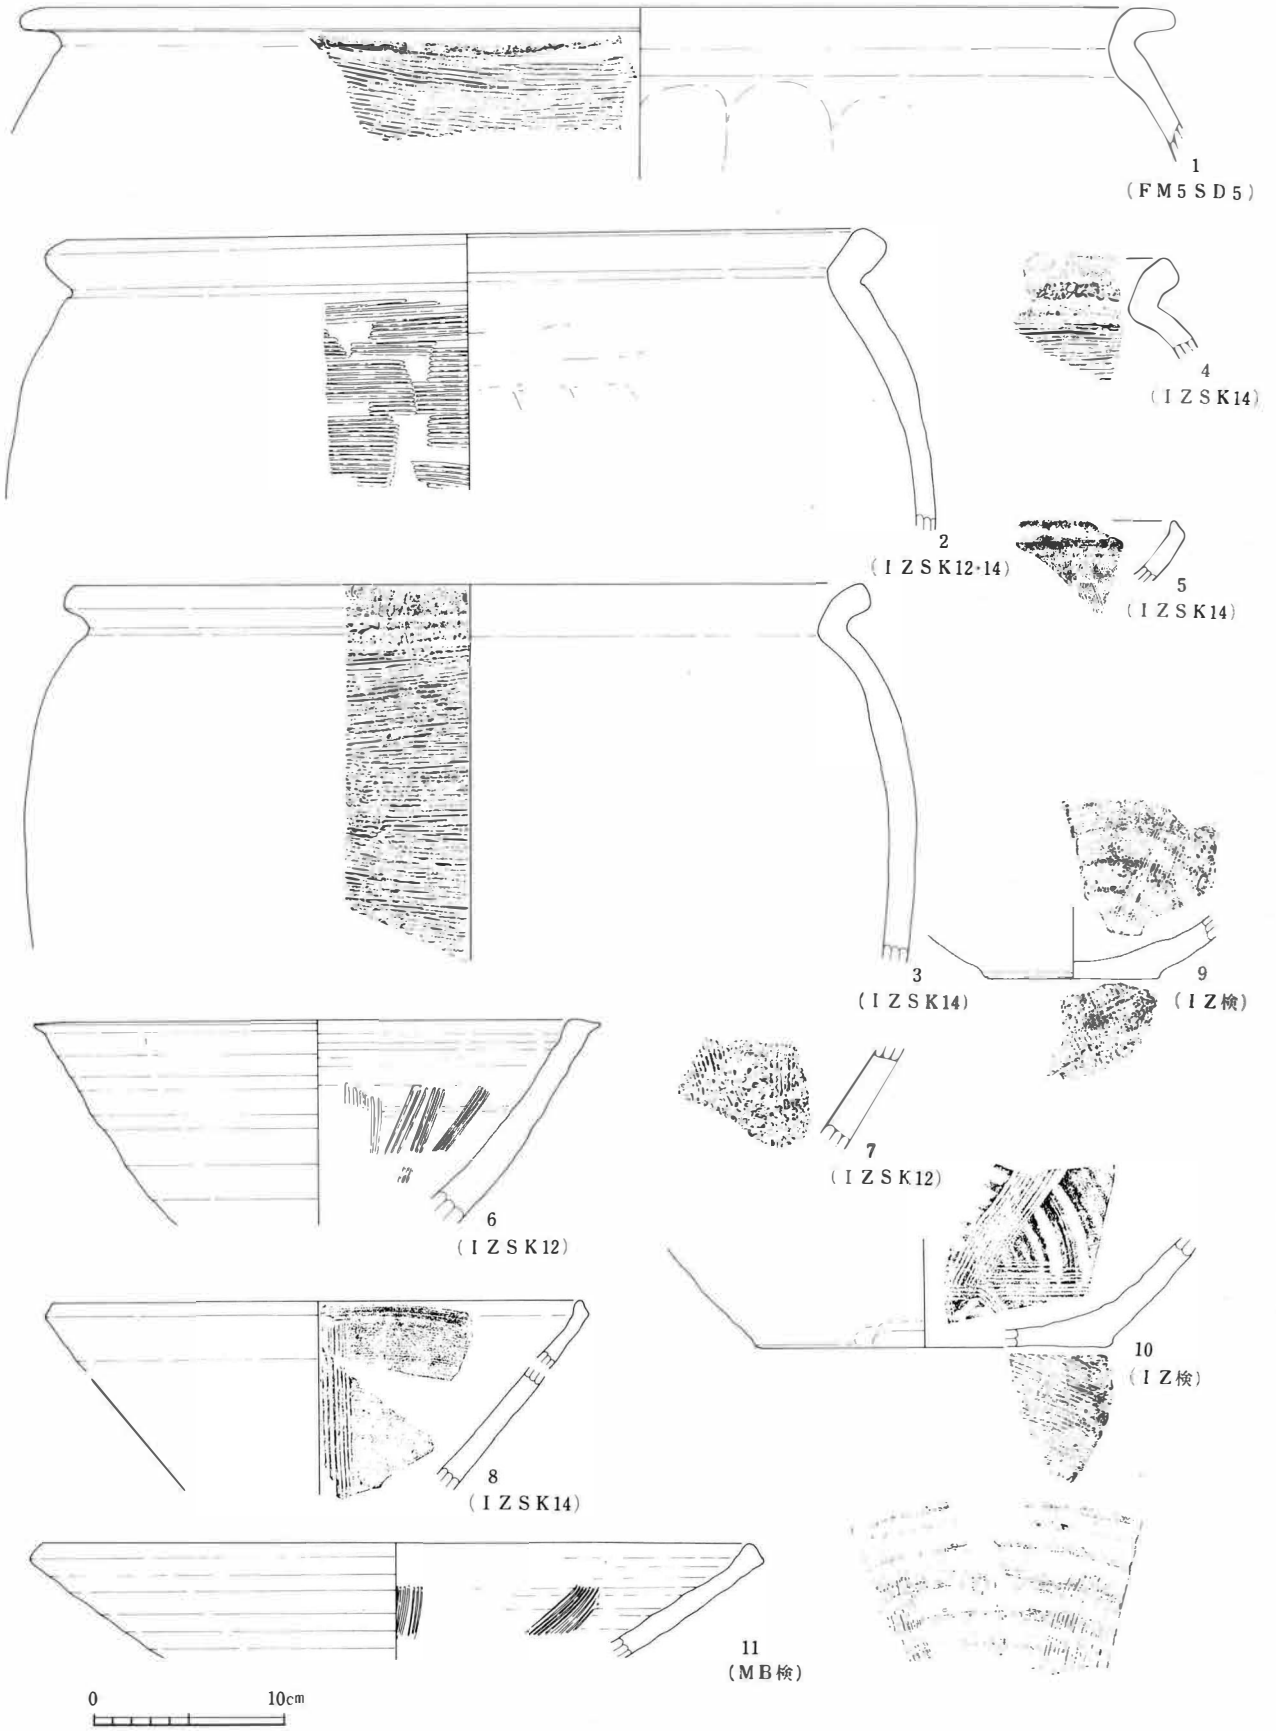 1
(FM5SD5)
2
(IZSK12・14)
4
(IZSK14)
5
(IZSK14)
3
(IZSK14)
9
(IZ検)
6
(IZSK12)
7
(IZSK12)
10
(IZ検)
8
(IZSK14)
11
(MB検)
0 10cm